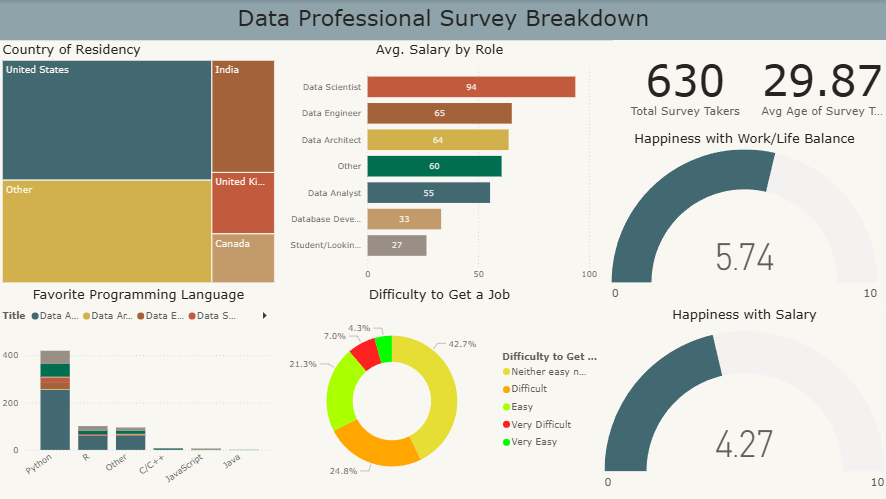 Data Professional Survey Breakdown
Country of Residency
United States
India
Other
United Ki...
Canada
Avg. Salary by Role
Data Scientist
94
Data Engineer
65
Data Architect
64
Other
60
Data Analyst
55
Database Deve...
33
Student/Lookin...
27
0
50
100
630
Total Survey Takers
29.87
Avg Age of Survey T...
Happiness with Work/Life Balance
5.74
0
10
Favorite Programming Language
Title
Data A...
Data Ar...
Data E...
Data S...
400
200
0
Python
R
Other
C/C++
JavaScript
Java
Difficulty to Get a Job
4.3%
7.0%
42.7%
21.3%
24.8%
Difficulty to Get ...
Neither easy n...
Difficult
Easy
Very Difficult
Very Easy
Happiness with Salary
4.27
0
10